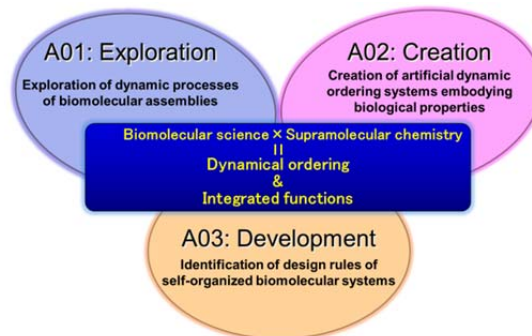 A01: Exploration
Exploration of dynamic processes
of biomolecular assemblies
A02: Creation
Creation of artificial dynamic
ordering systems embodying
biological properties
Biomolecular science×Supramolecular chemistry
=
Dynamical ordering
&
Integrated functions
A03: Development
Identification of design rules of
self-organized biomolecular systems